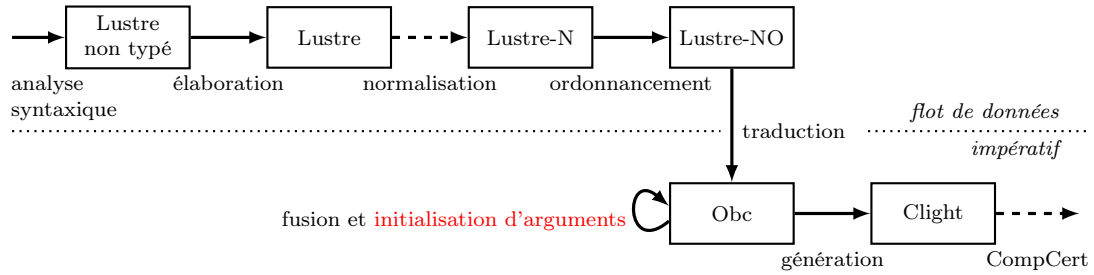 Lustre
non typé
Lustre
Lustre-N
Lustre-NO
analyse
syntaxique
élaboration
normalisation
ordonnancement
flot de données
traduction
impératif
fusion et initialisation d'arguments
Obc
Clight
génération
CompCert